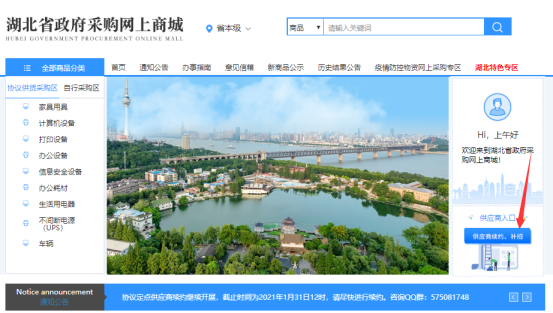 湖北省政府采购网上商城
HUBEI GOVERNMENT PROCUREMENT ONLINE MALL
省本级
商品
请输入关键词
全部商品分类
首页 通知公告 办事指南 意见信箱 新商品公示 历史结果公告 疫情防控物资网上采购专区 湖北特色专区
协议供货采购区 自行采购区
家具用具
计算机设备
打印设备
办公设备
信息安全设备
办公耗材
生活用电器
不间断电源
（UPS）
车辆
Hi，上午好
欢迎来到湖北省政府采
购网上商城！
供应商入口
供应商续约、补招
Notice announcement
通知公告
协议定点供应商续约继续开展，截止时间为2021年1月31日12时，请尽快进行续约。咨询QQ群：575081748